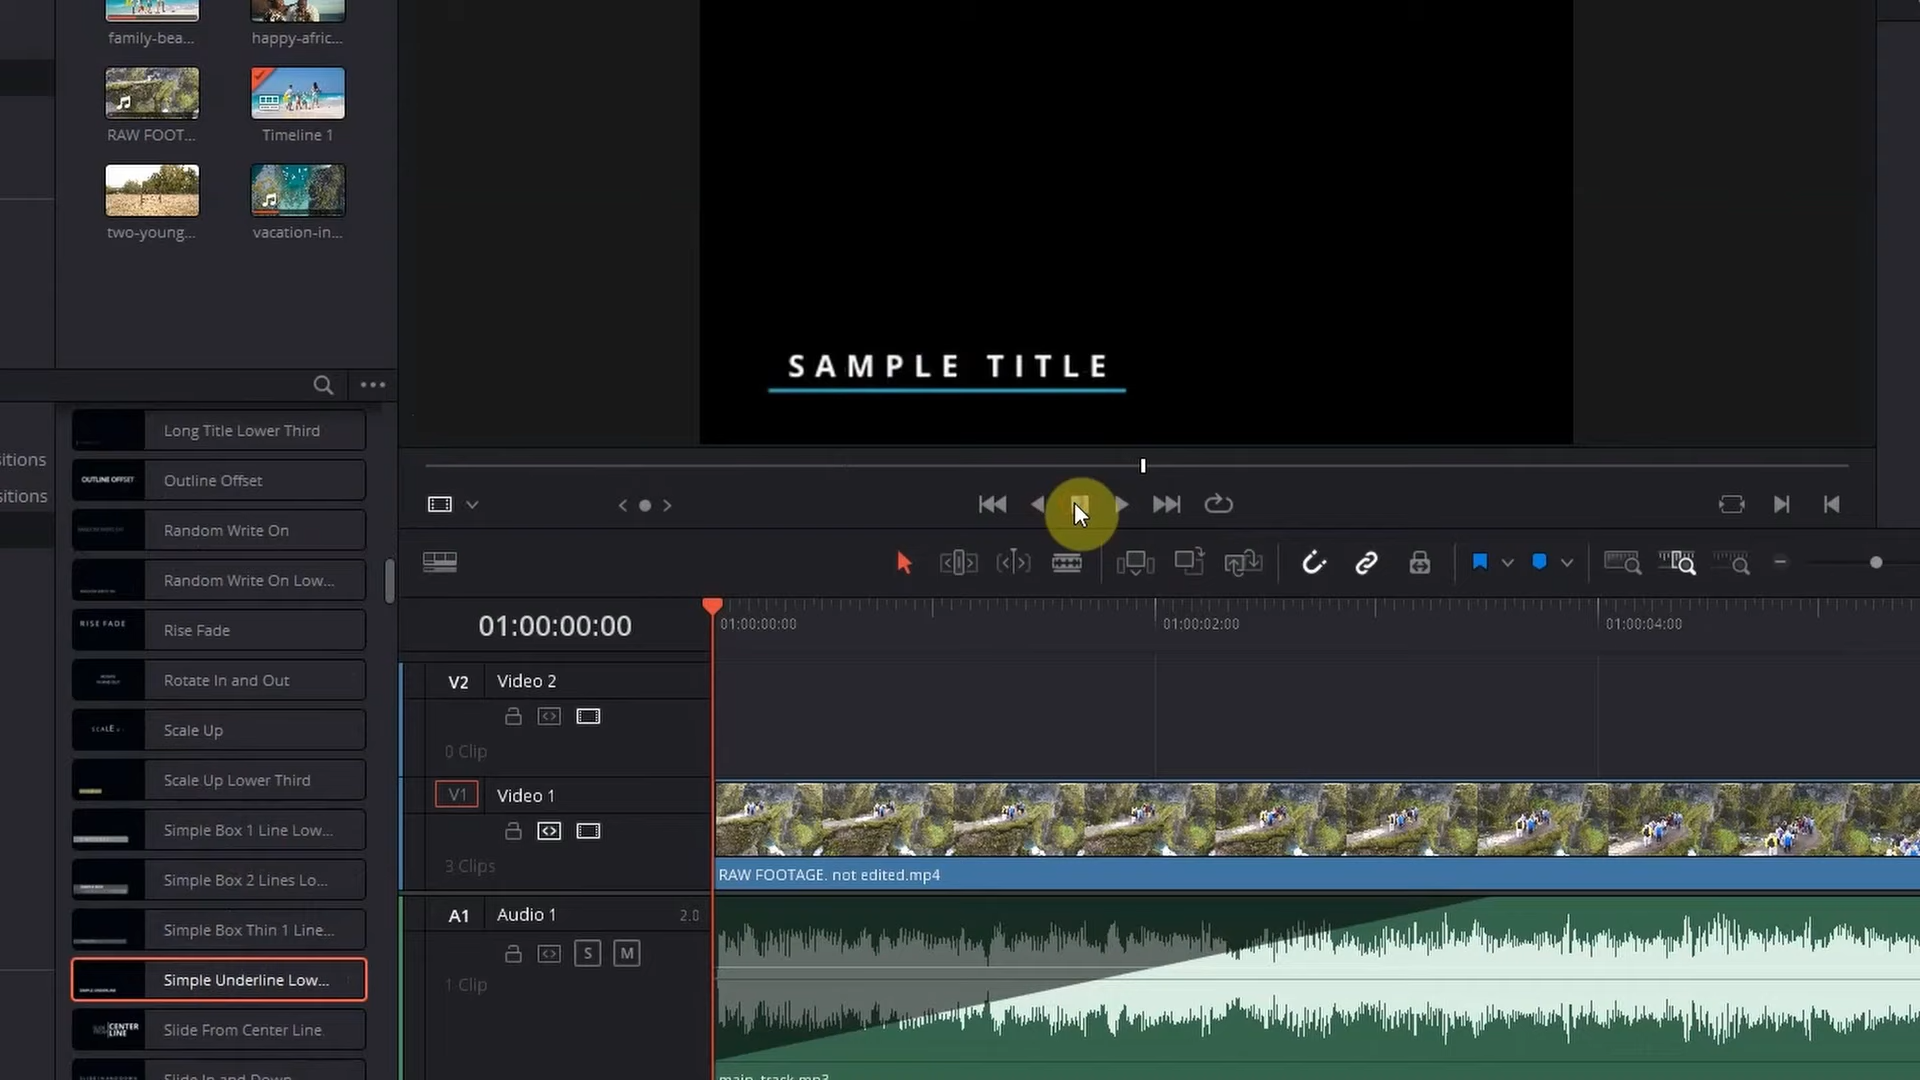 family-bea...
happy-afric...
RAW FOOT...
Timeline 1
two-young...
vacation-in...
SAMPLE TITLE
itions
sitions
Long Title Lower Third
OUTLINE OFFSET
Outline Offset
Random Write On
Random Write On Low...
RISE FADE
Rise Fade
Rotate In and Out
Scale Up
Scale Up Lower Third
Simple Box 1 Line Low...
Simple Box 2 Lines Lo...
Simple Box Thin 1 Line...
Simple Underline Low...
CENTER
LINE
Slide From Center Line
Slide In and Down
01:00:00:00
01:00:00:00
01:00:02:00
01:00:04:00
V2
Video 2
0 Clip
V1
Video 1
3 Clips
RAW FOOTAGE. not edited.mp4
A1
Audio 1
2.0
S
M
1 Clip
main_track.mp3